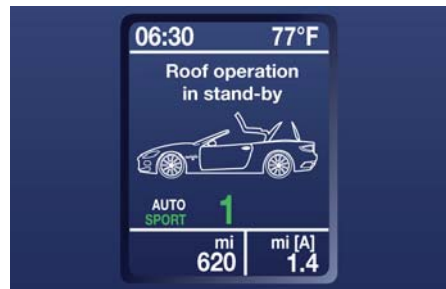 06:30 77°F
Roof operation
in stand-by
AUTO
SPORT 1
mi mi [A]
620 1.4